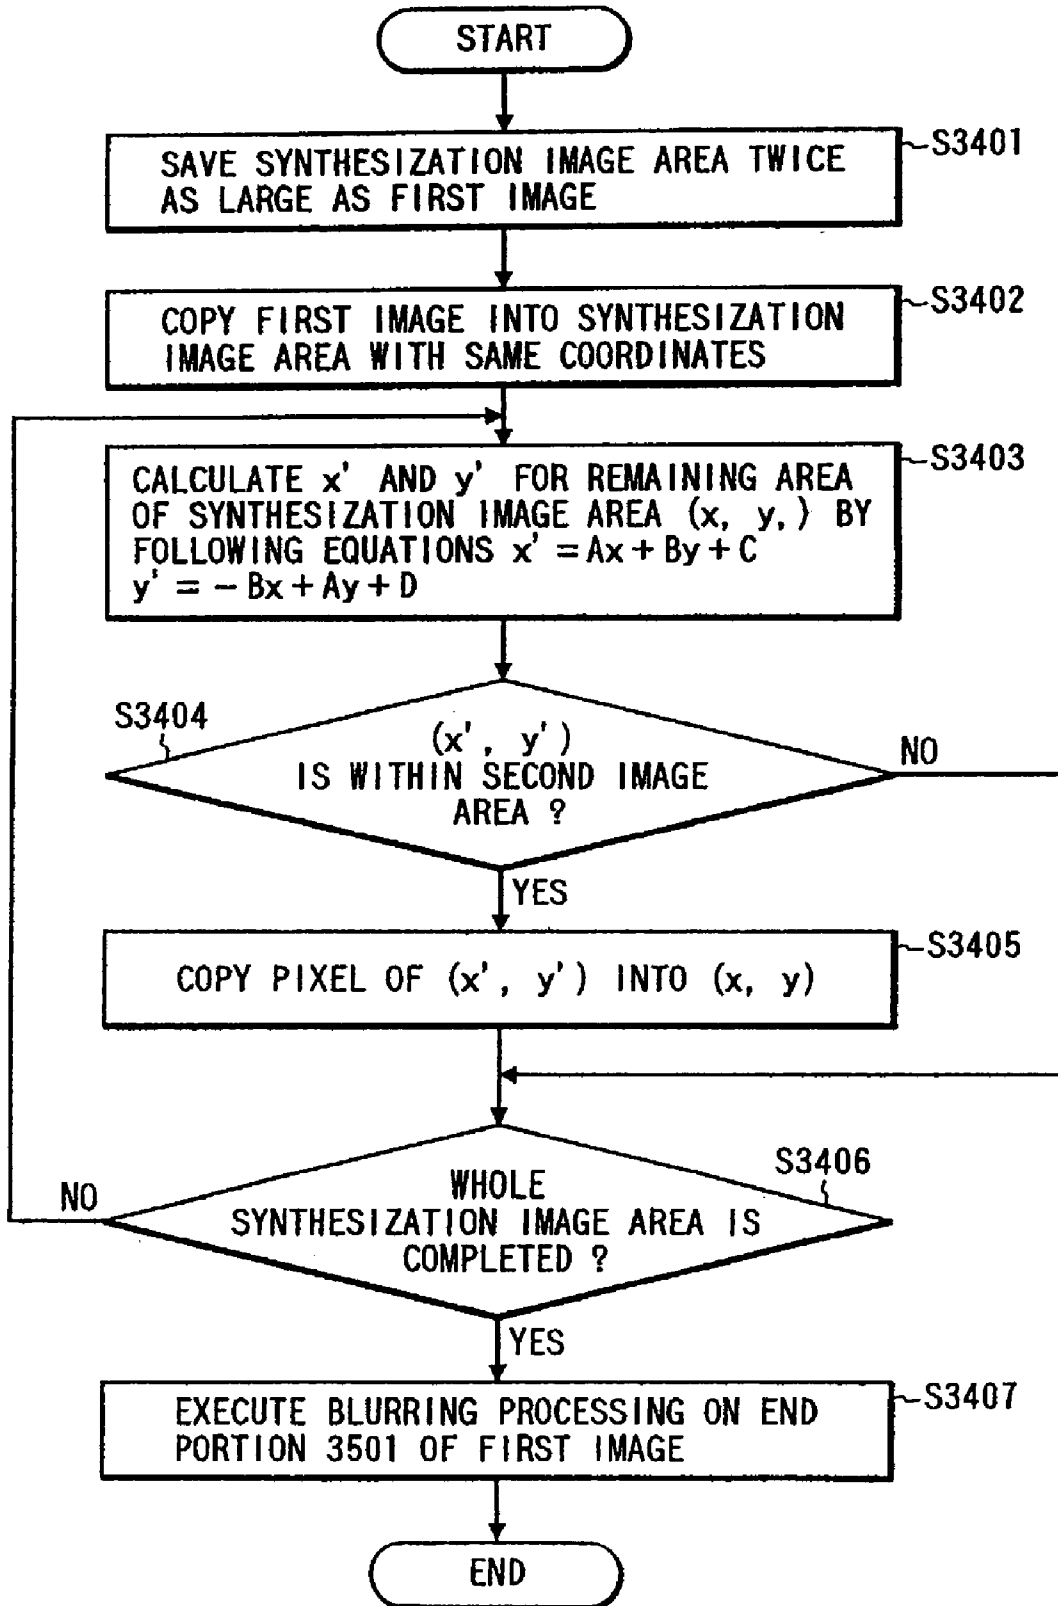 START
SAVE SYNTHESIZATION IMAGE AREA TWICE
AS LARGE AS FIRST IMAGE
S3401
COPY FIRST IMAGE INTO SYNTHESIZATION
IMAGE AREA WITH SAME COORDINATES
S3402
CALCULATE x' AND y' FOR REMAINING AREA
OF SYNTHESIZATION IMAGE AREA (x, y,) BY
FOLLOWING EQUATIONS x' = Ax + By + C
y' = − Bx + Ay + D
S3403
S3404
(x', y')
IS WITHIN SECOND IMAGE
AREA ?
NO
YES
COPY PIXEL OF (x', y') INTO (x, y)
S3405
S3406
WHOLE
SYNTHESIZATION IMAGE AREA IS
COMPLETED ?
NO
YES
EXECUTE BLURRING PROCESSING ON END
PORTION 3501 OF FIRST IMAGE
S3407
END